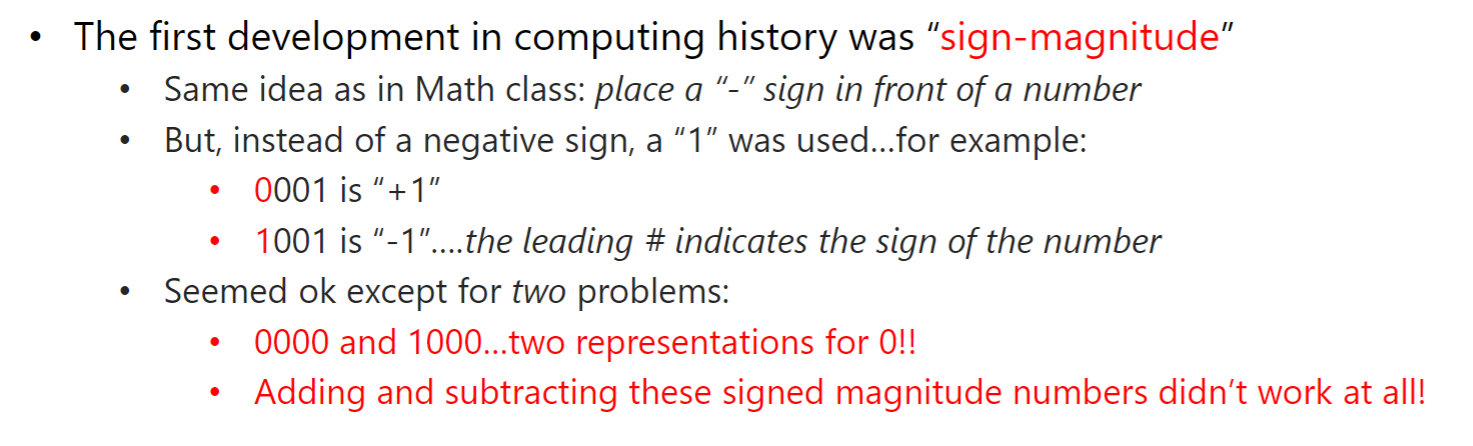 • The first development in computing history was “sign-magnitude”
• Same idea as in Math class: place a “-” sign in front of a number
• But, instead of a negative sign, a “1” was used…for example:
• 0001 is “+1”
• 1001 is “-1”….the leading # indicates the sign of the number
• Seemed ok except for two problems:
• 0000 and 1000…two representations for 0!!
• Adding and subtracting these signed magnitude numbers didn’t work at all!